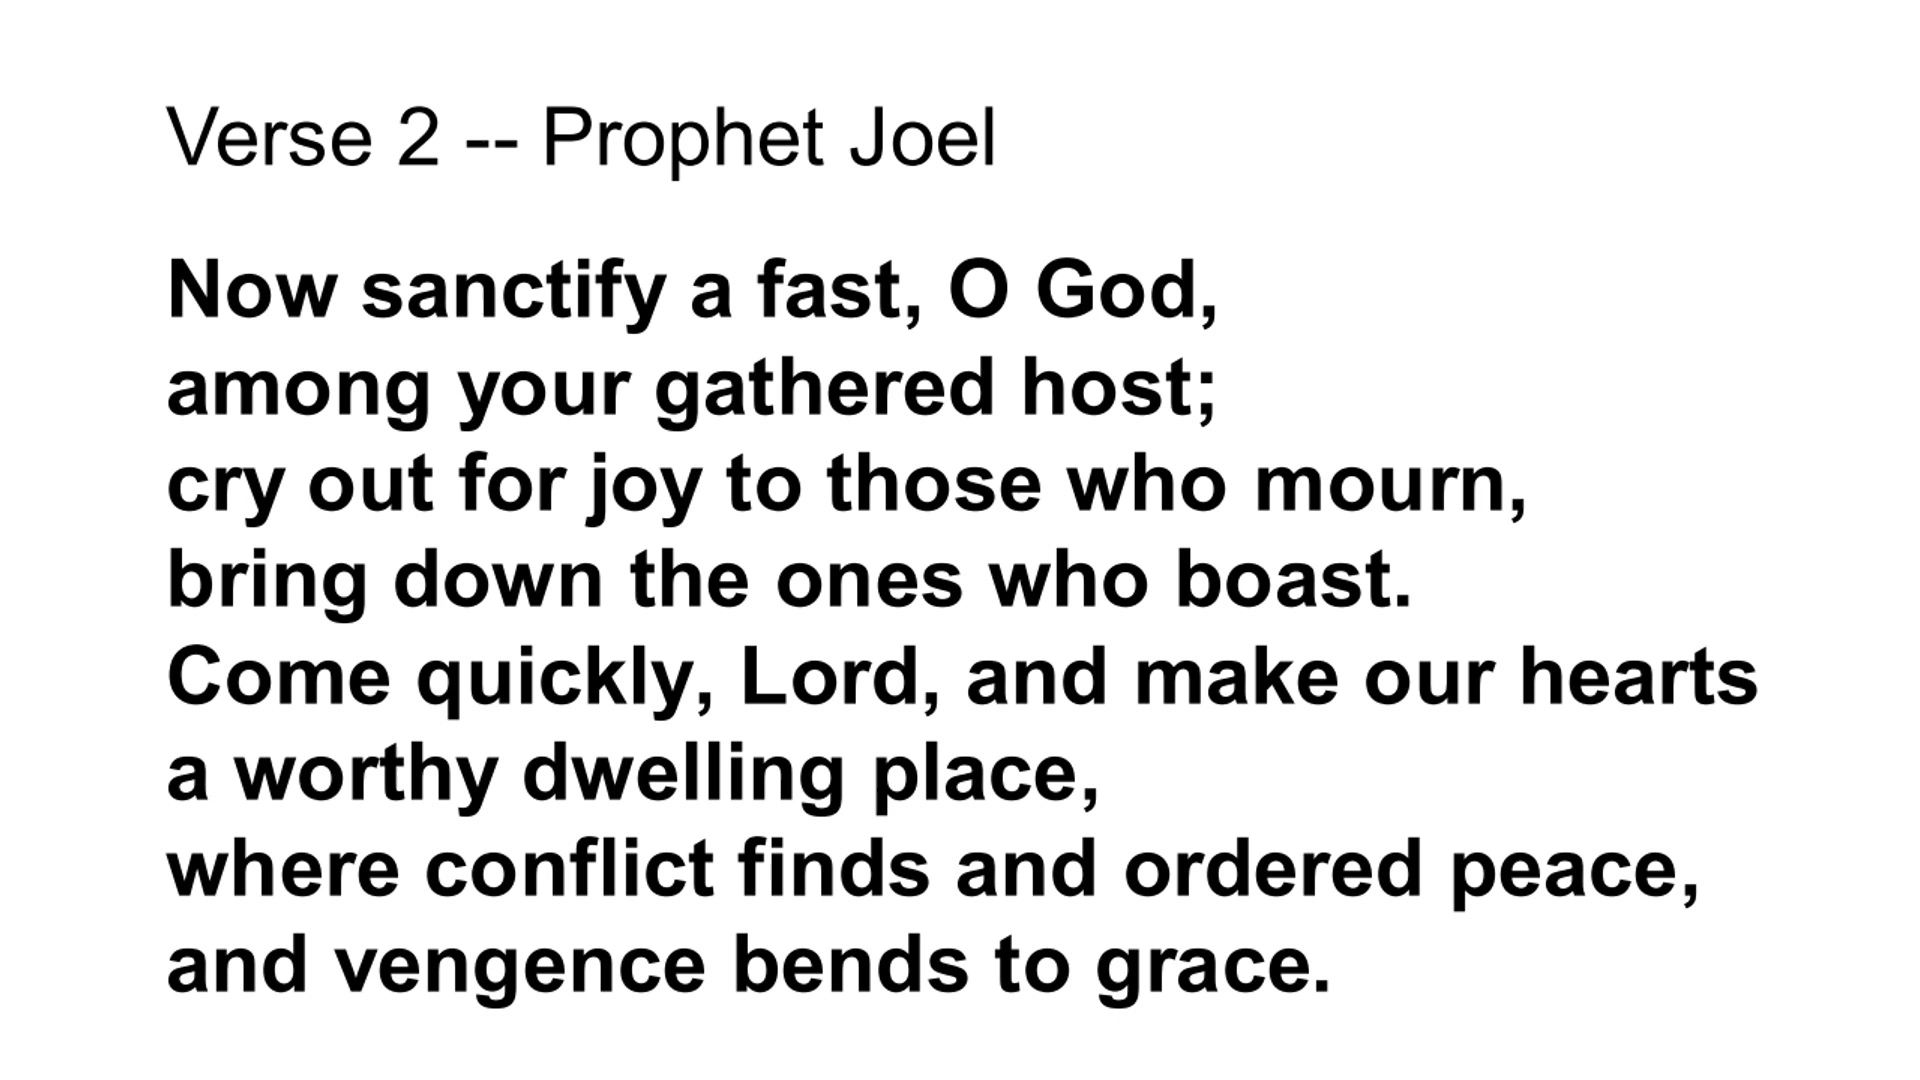 Verse 2 -- Prophet Joel
Now sanctify a fast, O God,
among your gathered host;
cry out for joy to those who mourn,
bring down the ones who boast.
Come quickly, Lord, and make our hearts
a worthy dwelling place,
where conflict finds and ordered peace,
and vengence bends to grace.